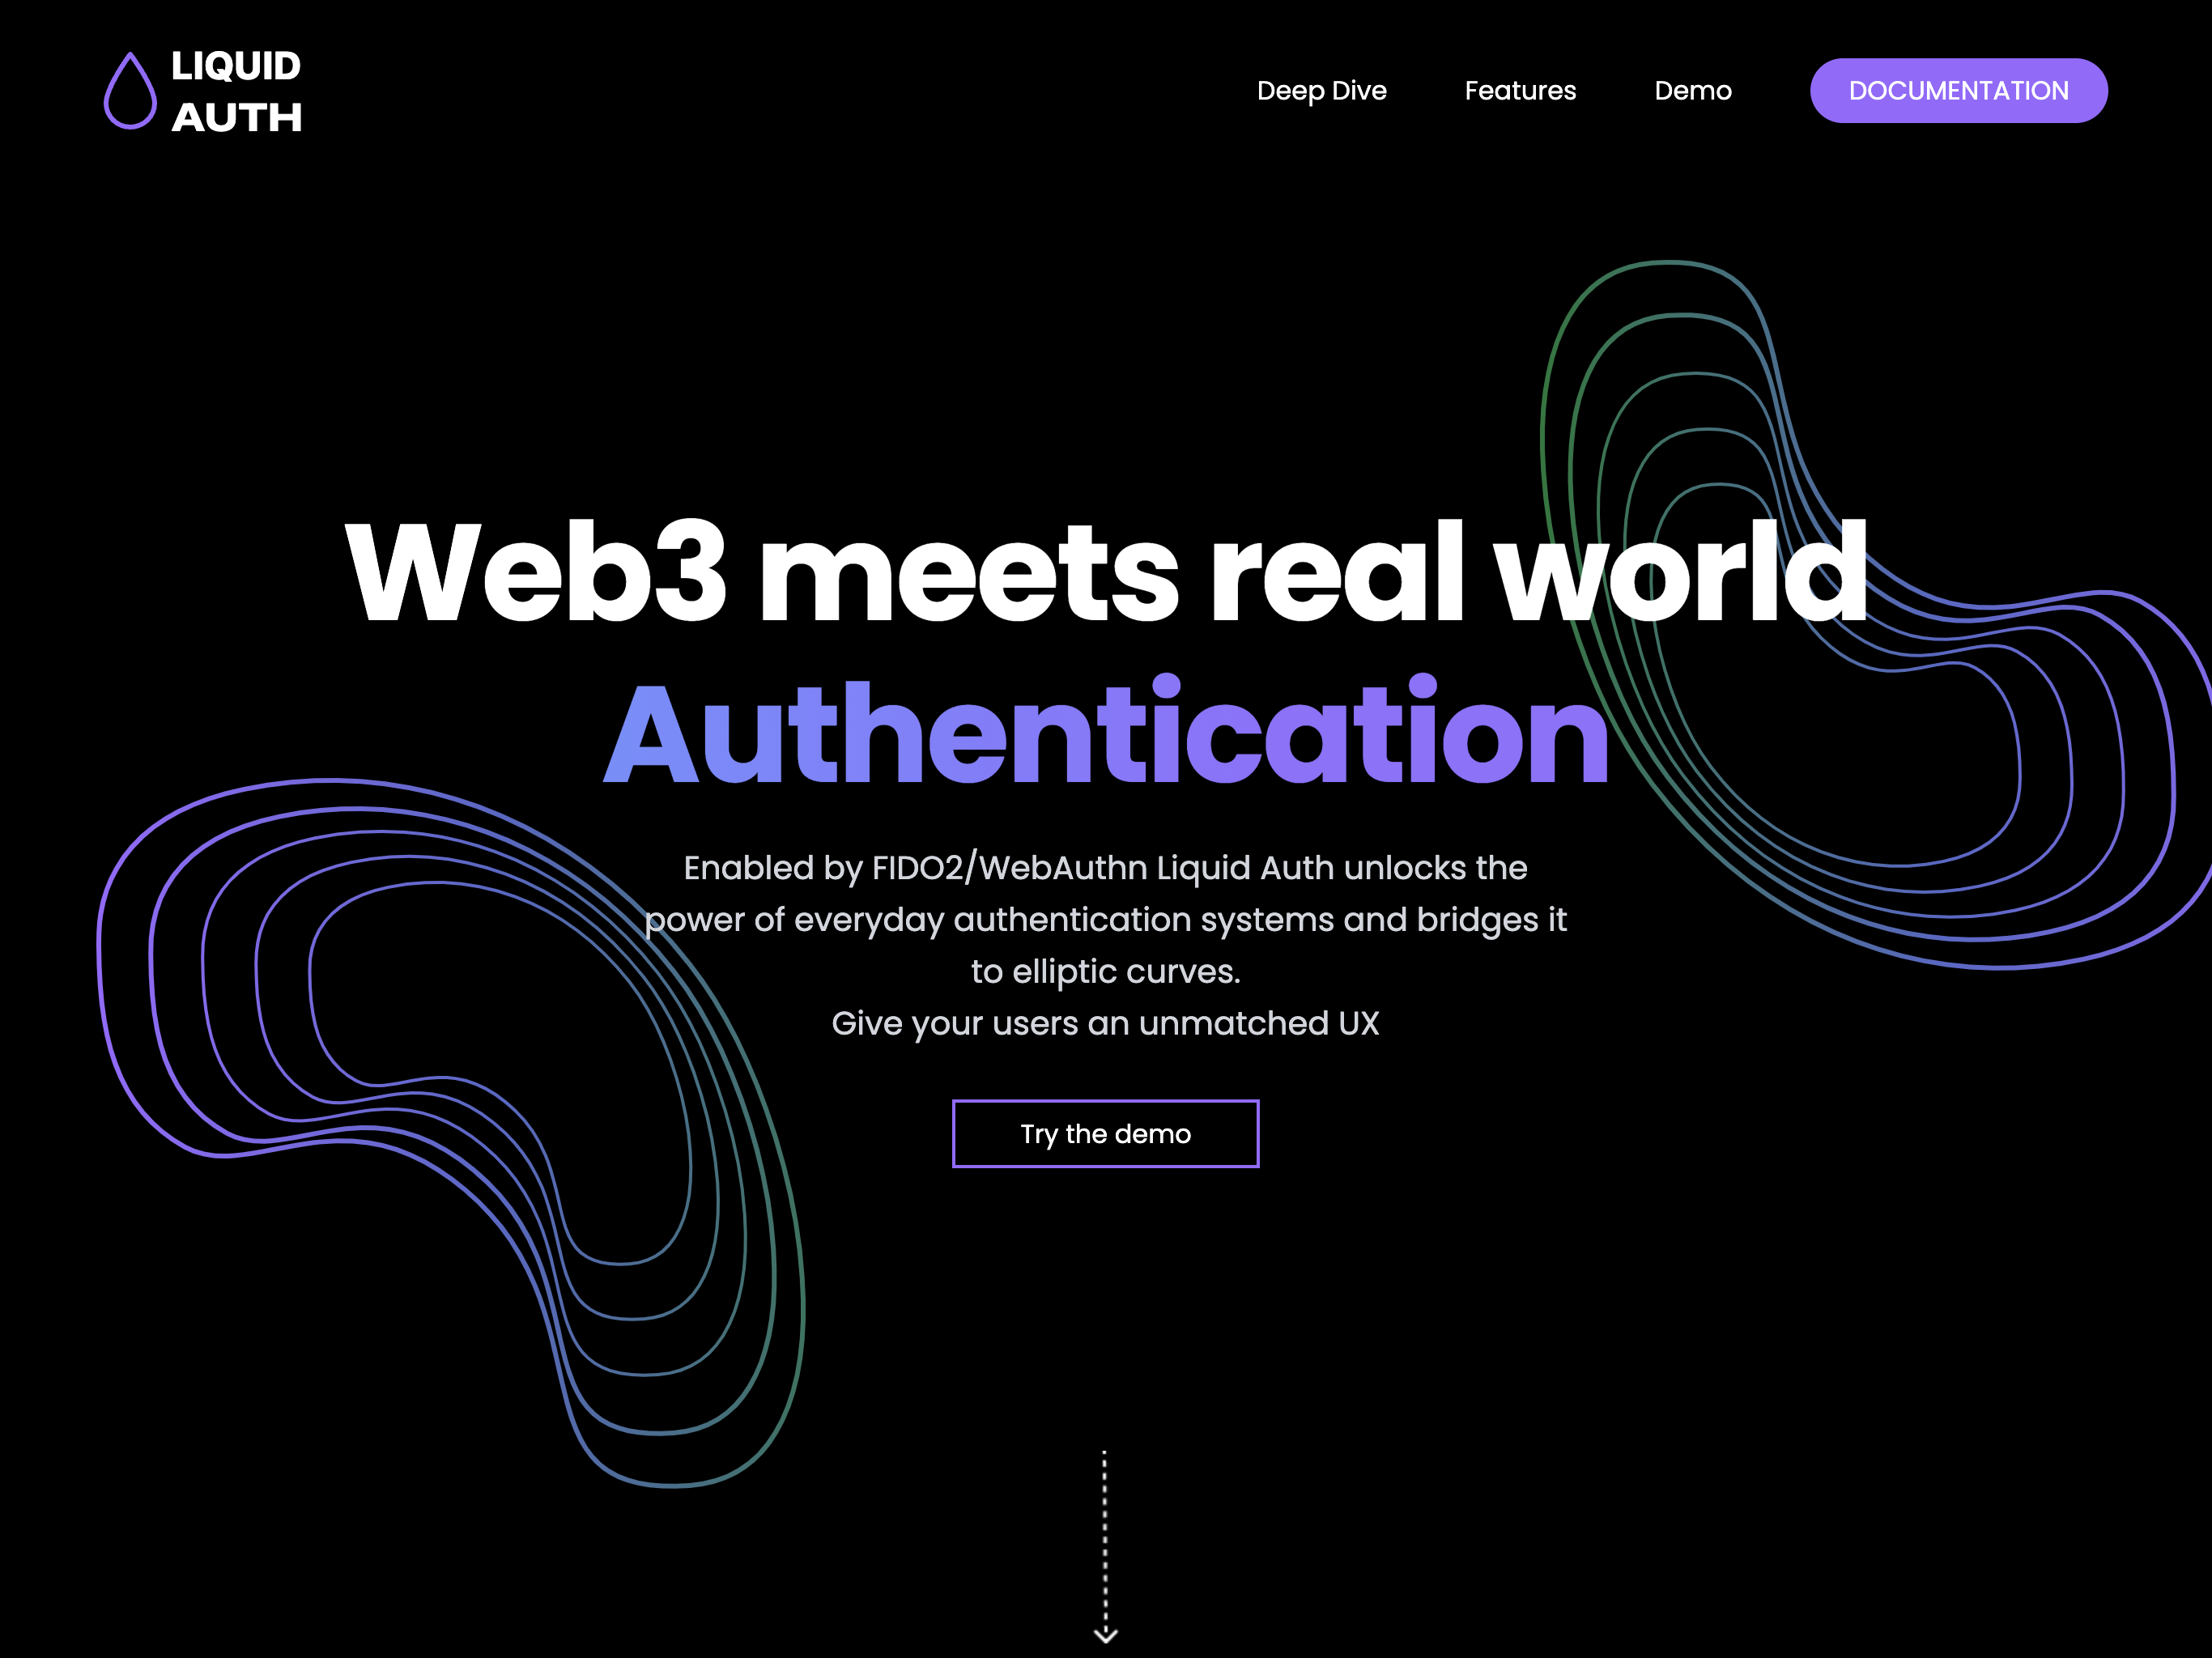 LIQUID
AUTH
Deep Dive
Features
Demo
DOCUMENTATION
Web3 meets real world
Authentication
Enabled by FIDO2/WebAuthn Liquid Auth unlocks the
power of everyday authentication systems and bridges it
to elliptic curves.
Give your users an unmatched UX
Try the demo